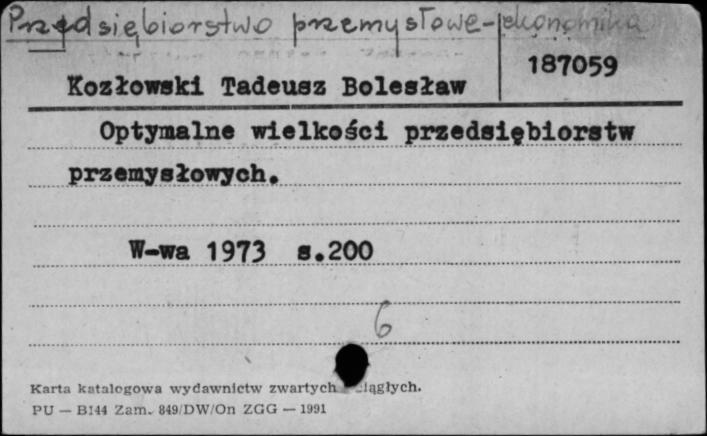 Przedsiębiorstwo przemysłowe-ekonomika
187059
Kozłowski Tadeusz Bolesław
Optymalne wielkości przedsiębiorstw
przemysłowych.
W-wa 1973 s.200
6
Karta katalogowa wydawnictw zwartych
PU — B144 Zam. 849/DW/On ZGG — 1991